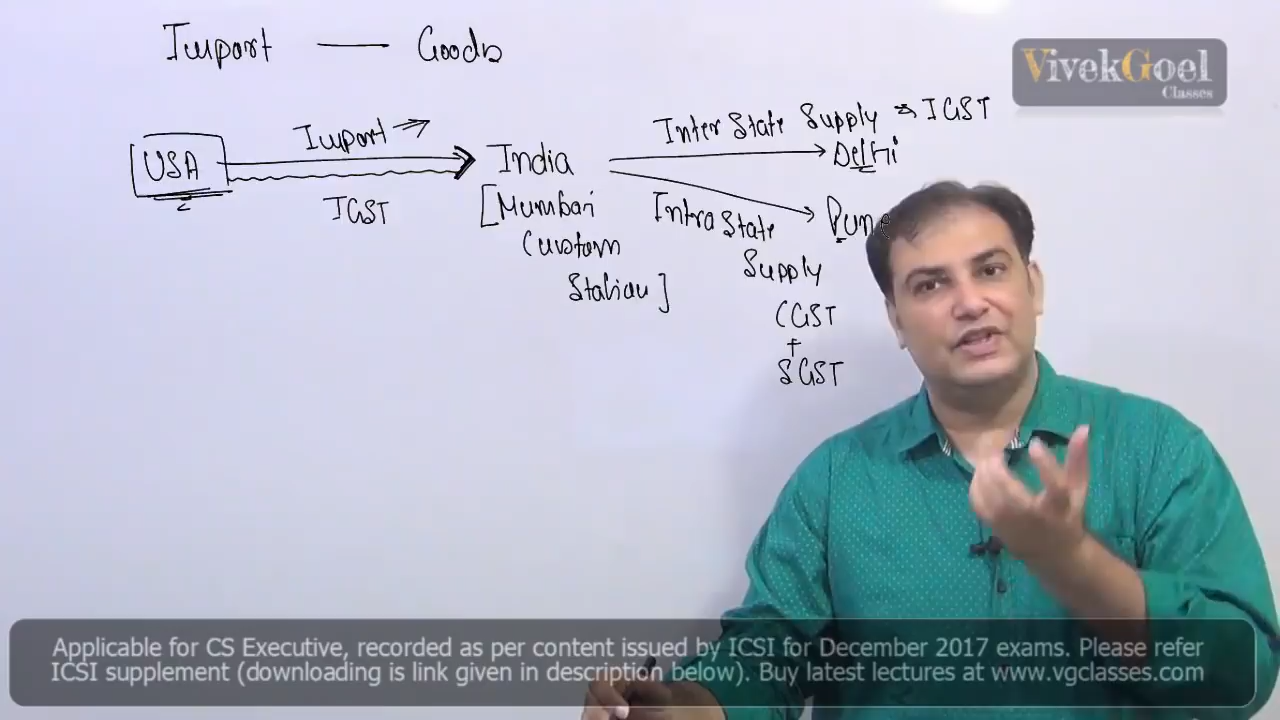 Import — Goods
VivekGoel
Classes
Inter State Supply → IGST
Import →
USA
India
Delhi
IGST
[Mumbai
Custom
Station]
Intra State
Supply
Pune
CGST
+
SGST
Applicable for CS Executive, recorded as per content issued by ICSI for December 2017 exams. Please refer
ICSI supplement (downloading is link given in description below). Buy latest lectures at www.vgclasses.com